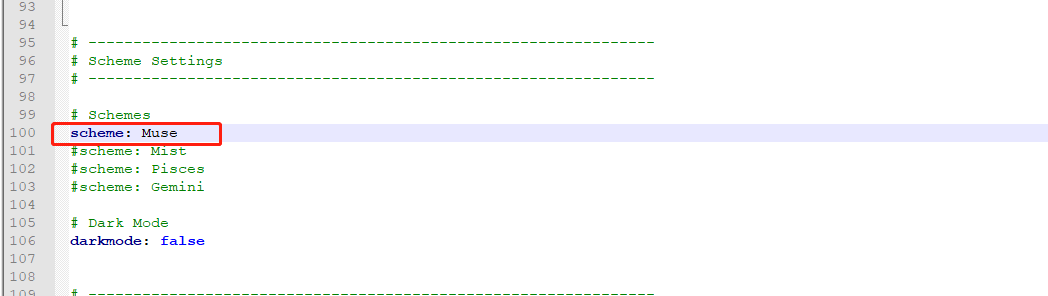 93
94
95 # ---------------------------------------------------------------
96 # Scheme Settings
97 # ---------------------------------------------------------------
98
99 # Schemes
100 scheme: Muse
101 #scheme: Mist
102 #scheme: Pisces
103 #scheme: Gemini
104
105 # Dark Mode
106 darkmode: false
107
108
109 # ---------------------------------------------------------------